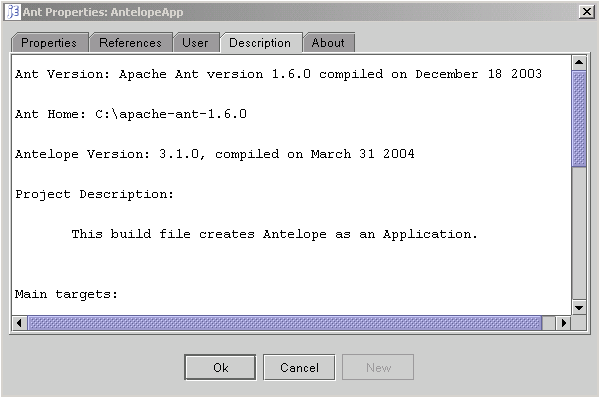 Ant Properties: AntelopeApp
Properties References User Description About
Ant Version: Apache Ant version 1.6.0 compiled on December 18 2003
Ant Home: C:\apache-ant-1.6.0
Antelope Version: 3.1.0, compiled on March 31 2004
Project Description:
This build file creates Antelope as an Application.
Main targets:
Ok Cancel New